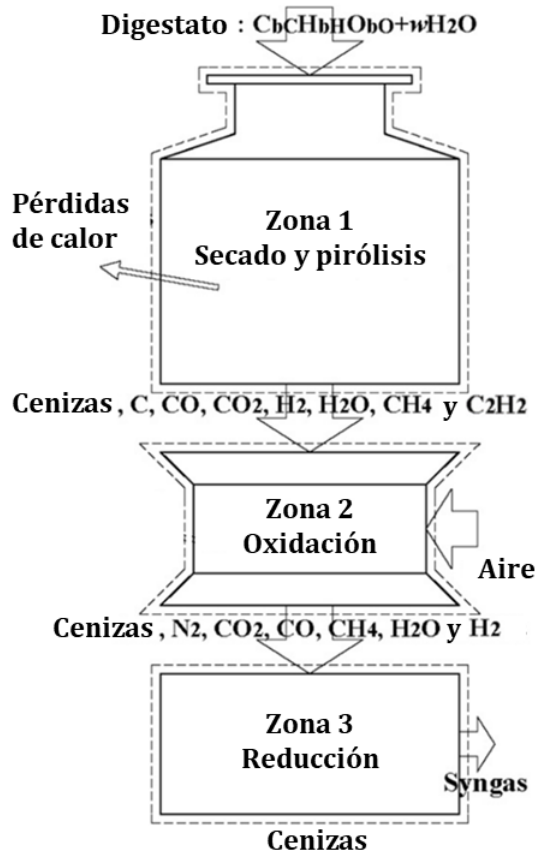 Digestato : CbCHbHObO+wH2O
Zona 1
Secado y pirólisis
Pérdidas
de calor
Cenizas , C, CO, CO2, H2, H2O, CH4 y C2H2
Zona 2
Oxidación
Aire
Cenizas , N2, CO2, CO, CH4, H2O y H2
Zona 3
Reducción
Syngas
Cenizas